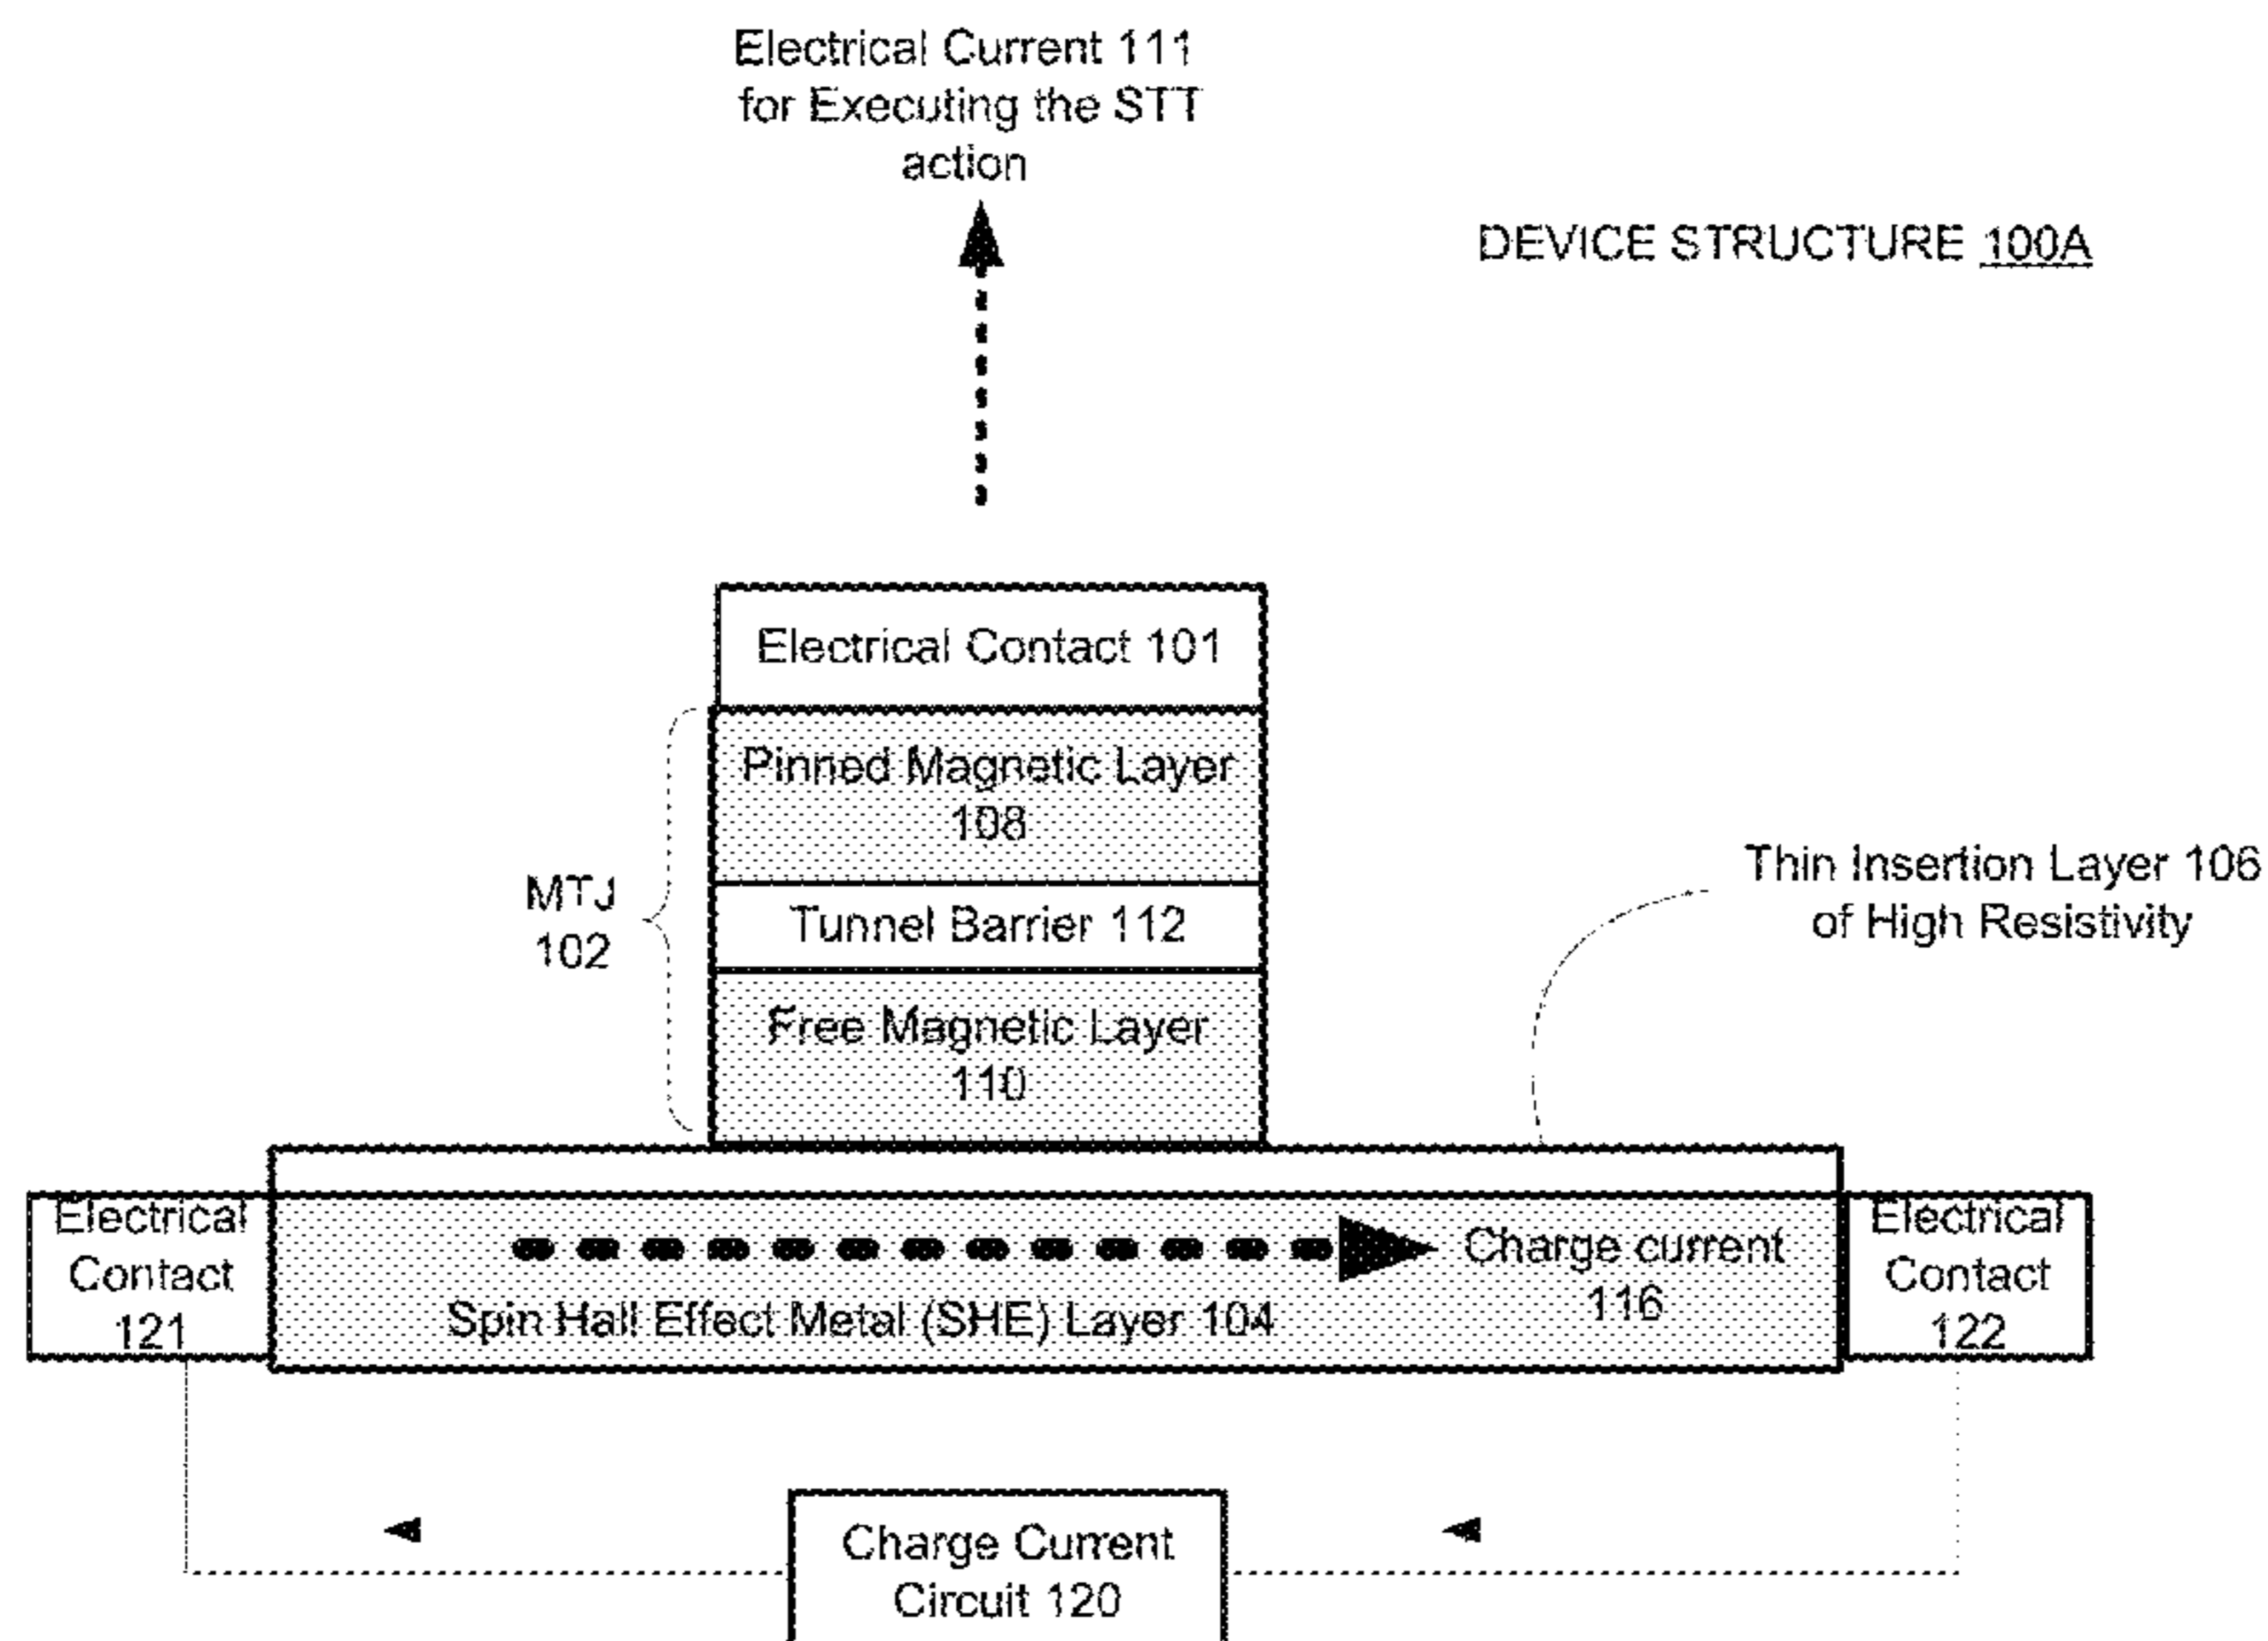 Electrical Current 111
for Executing the STT
action
DEVICE STRUCTURE 100A
Electrical Contact 101
Pinned Magnetic Layer
108
MTJ
102
Tunnel Barrier 112
Thin Insertion Layer 106
of High Resistivity
Free Magnetic Layer
110
Electrical
Contact
121
Charge current
116
Spin Hall Effect Metal (SHE) Layer 104
Electrical
Contact
122
Charge Current
Circuit 120